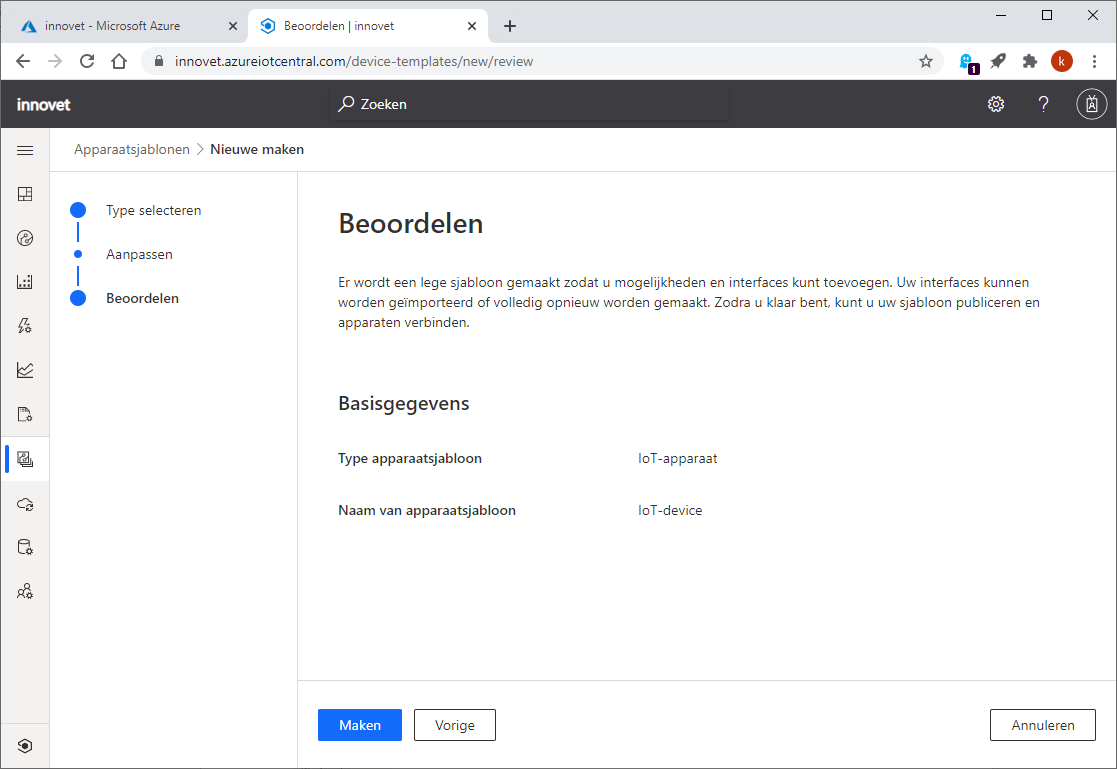 innovet - Microsoft Azure
Beoordelen | innovet
innovet.azureiotcentral.com/device-templates/new/review
1
k
innovet
Zoeken
Apparaatsjablonen > Nieuwe maken
Type selecteren
Aanpassen
Beoordelen
Beoordelen
Er wordt een lege sjabloon gemaakt zodat u mogelijkheden en interfaces kunt toevoegen. Uw interfaces kunnen
worden geïmporteerd of volledig opnieuw worden gemaakt. Zodra u klaar bent, kunt u uw sjabloon publiceren en
apparaten verbinden.
Basisgegevens
Type apparaatsjabloon IoT-apparaat
Naam van apparaatsjabloon IoT-device
Maken Vorige Annuleren